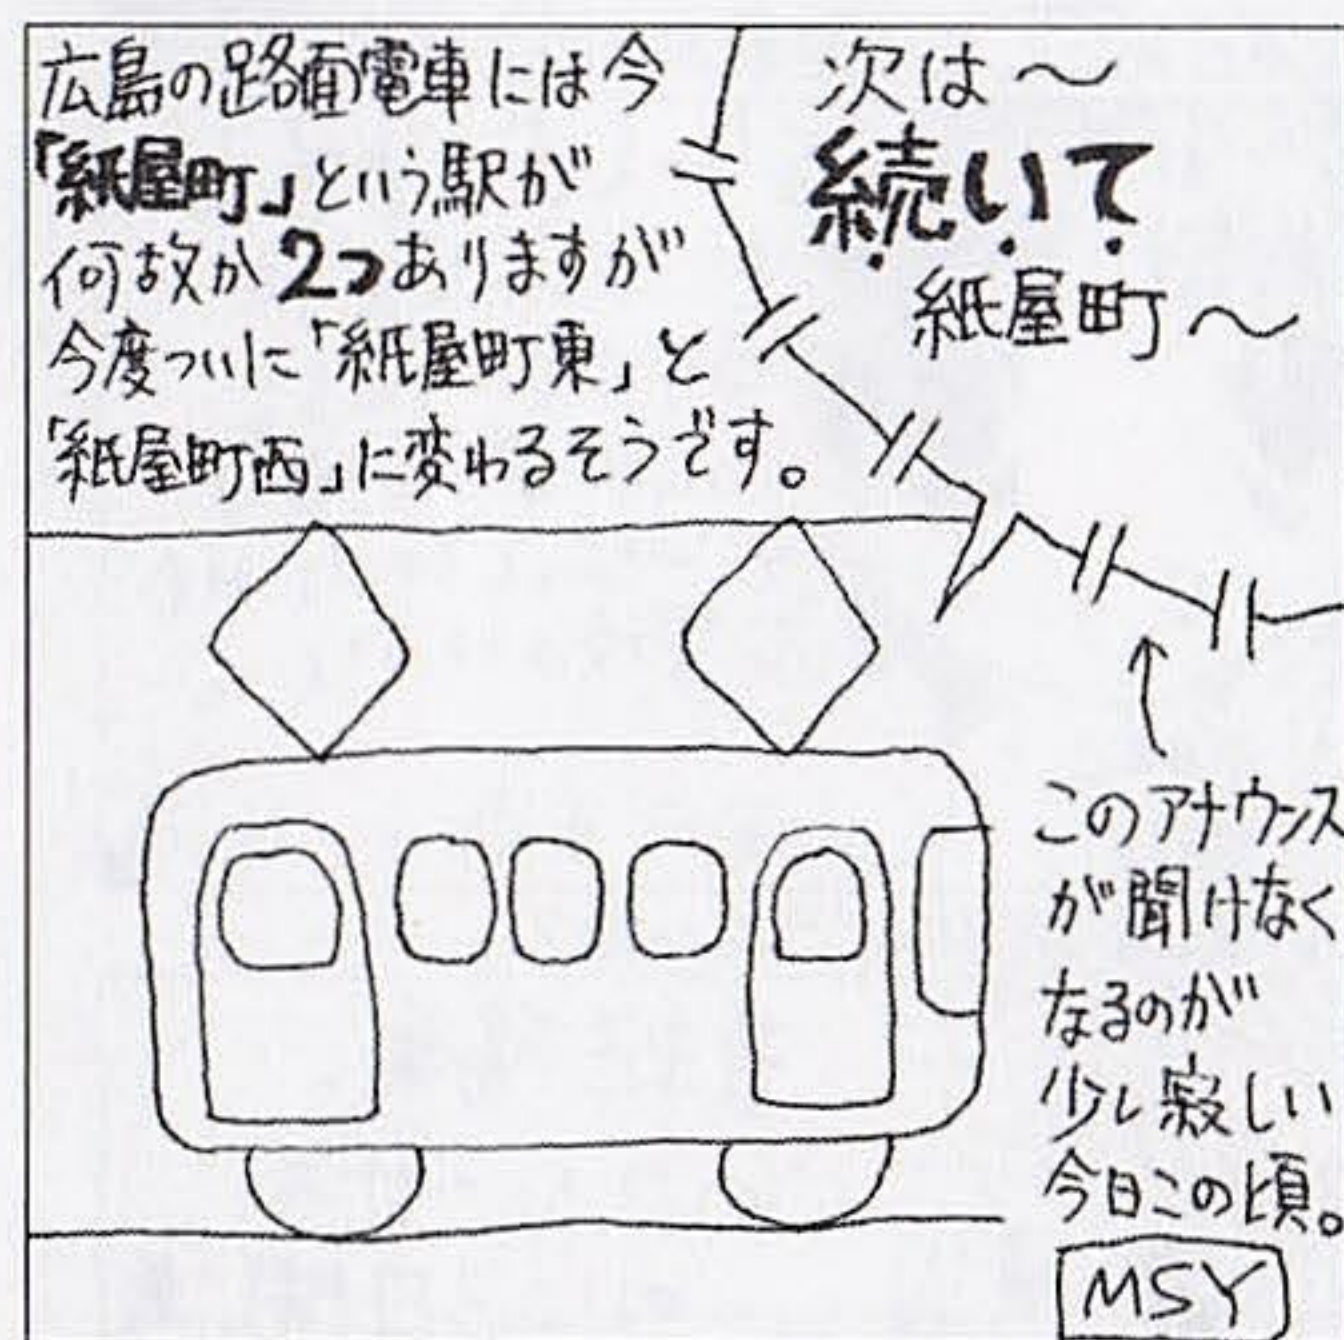 広島の路面電車には今
「紙屋町」という駅が
何故か2つありますが
今度ついに「紙屋町東」と
「紙屋町西」に変わるそうです。
次は～
続いて
紙屋町～
このアナウンス
が聞けなく
なるのが
少し寂しい
今日この頃。
MSY